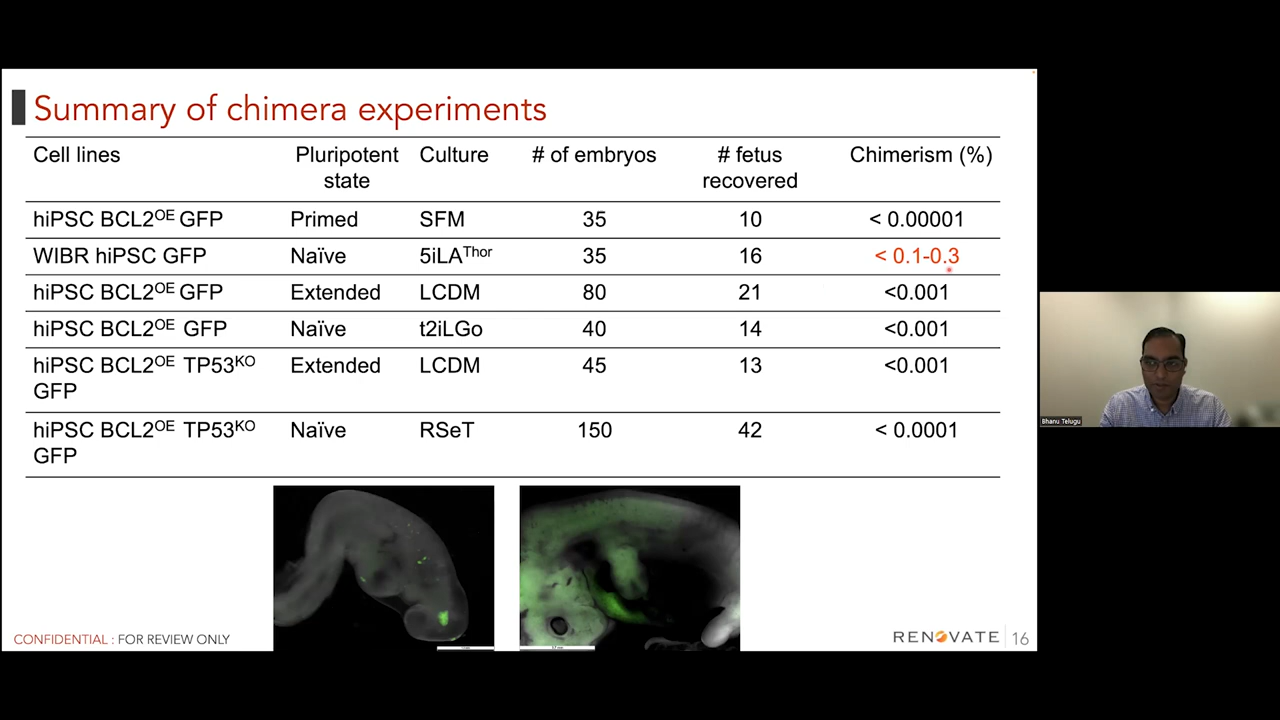 Summary of chimera experiments
Cell lines Pluripotent state Culture # of embryos # fetus recovered Chimerism (%)
hiPSC BCL2ᴼᴱ GFP Primed SFM 35 10 < 0.00001
WIBR hiPSC GFP Naïve 5iLAᵀʰᵒʳ 35 16 < 0.1-0.3
hiPSC BCL2ᴼᴱ GFP Extended LCDM 80 21 <0.001
hiPSC BCL2ᴼᴱ GFP Naïve t2iLGo 40 14 <0.001
hiPSC BCL2ᴼᴱ TP53ᴷᴼ GFP Extended LCDM 45 13 <0.001
hiPSC BCL2ᴼᴱ TP53ᴷᴼ GFP Naïve RSeT 150 42 < 0.0001
CONFIDENTIAL : FOR REVIEW ONLY
RENOVATE 16
Bhanu Telugu